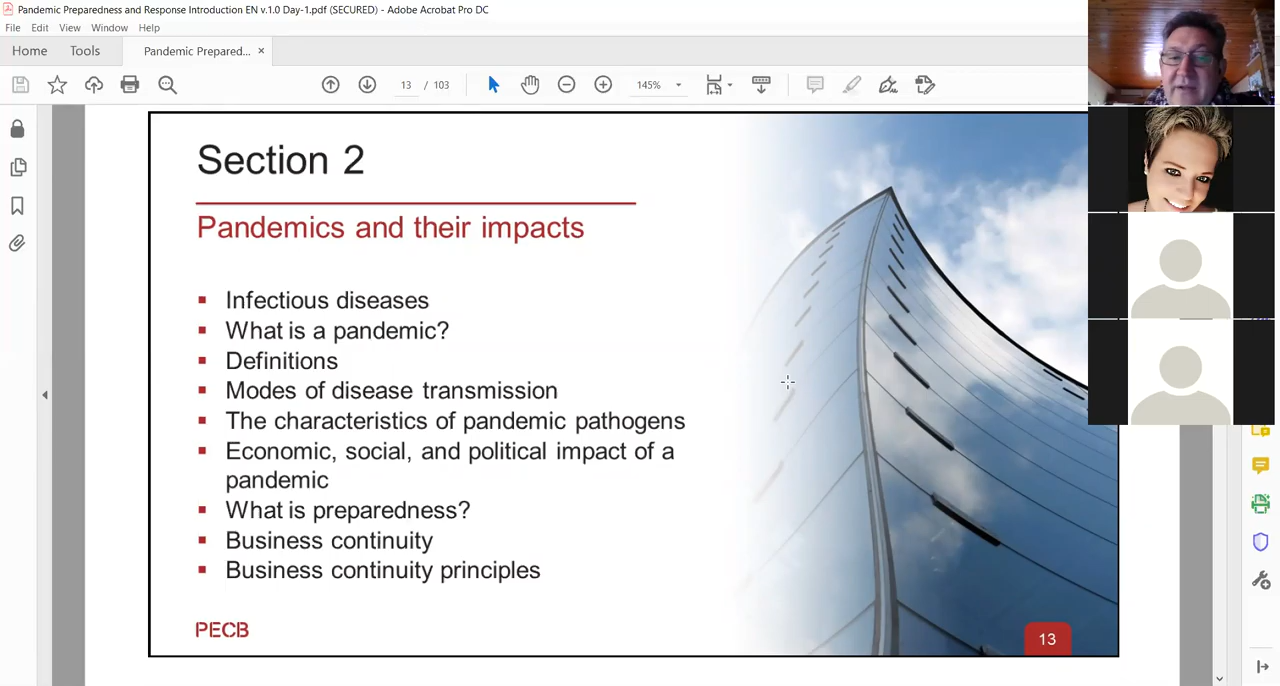 Pandemic Preparedness and Response Introduction EN v.1.0 Day-1.pdf (SECURED) - Adobe Acrobat Pro DC
File Edit View Window Help
Home Tools Pandemic Prepared... ×
13 / 103 145%
Section 2
Pandemics and their impacts
Infectious diseases
What is a pandemic?
Definitions
Modes of disease transmission
The characteristics of pandemic pathogens
Economic, social, and political impact of a
pandemic
What is preparedness?
Business continuity
Business continuity principles
PECB
13